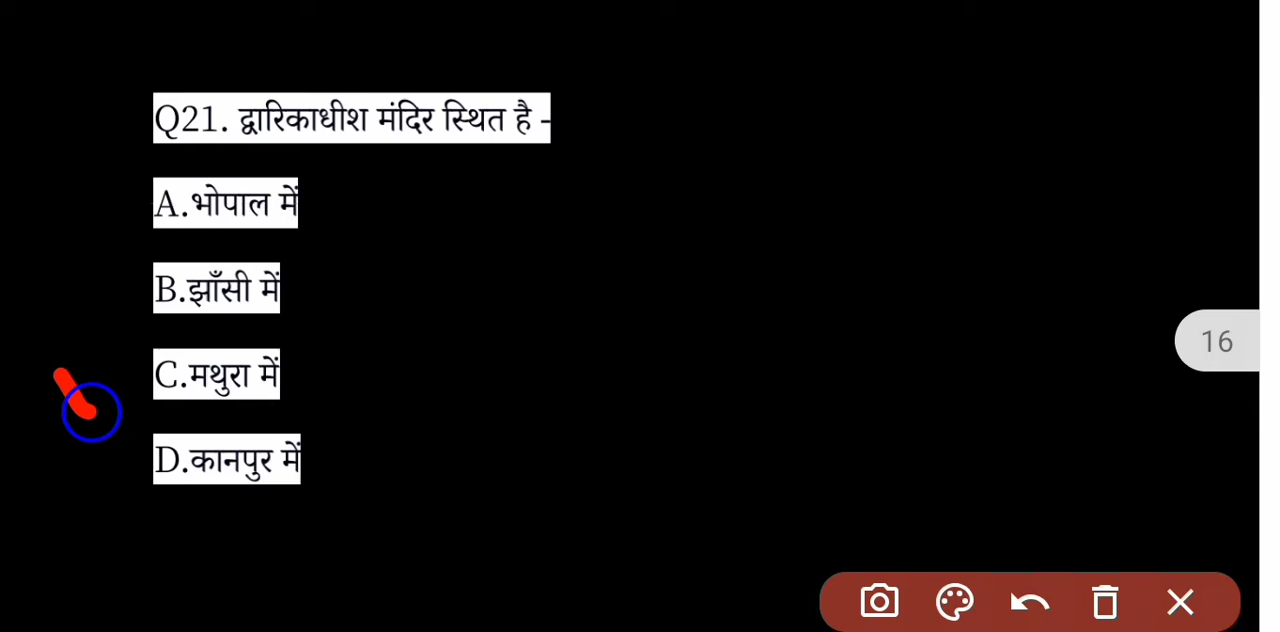 Q21. द्वारिकाधीश मंदिर स्थित है -
A.भोपाल में
B.झाँसी में
16
C.मथुरा में
D.कानपुर में